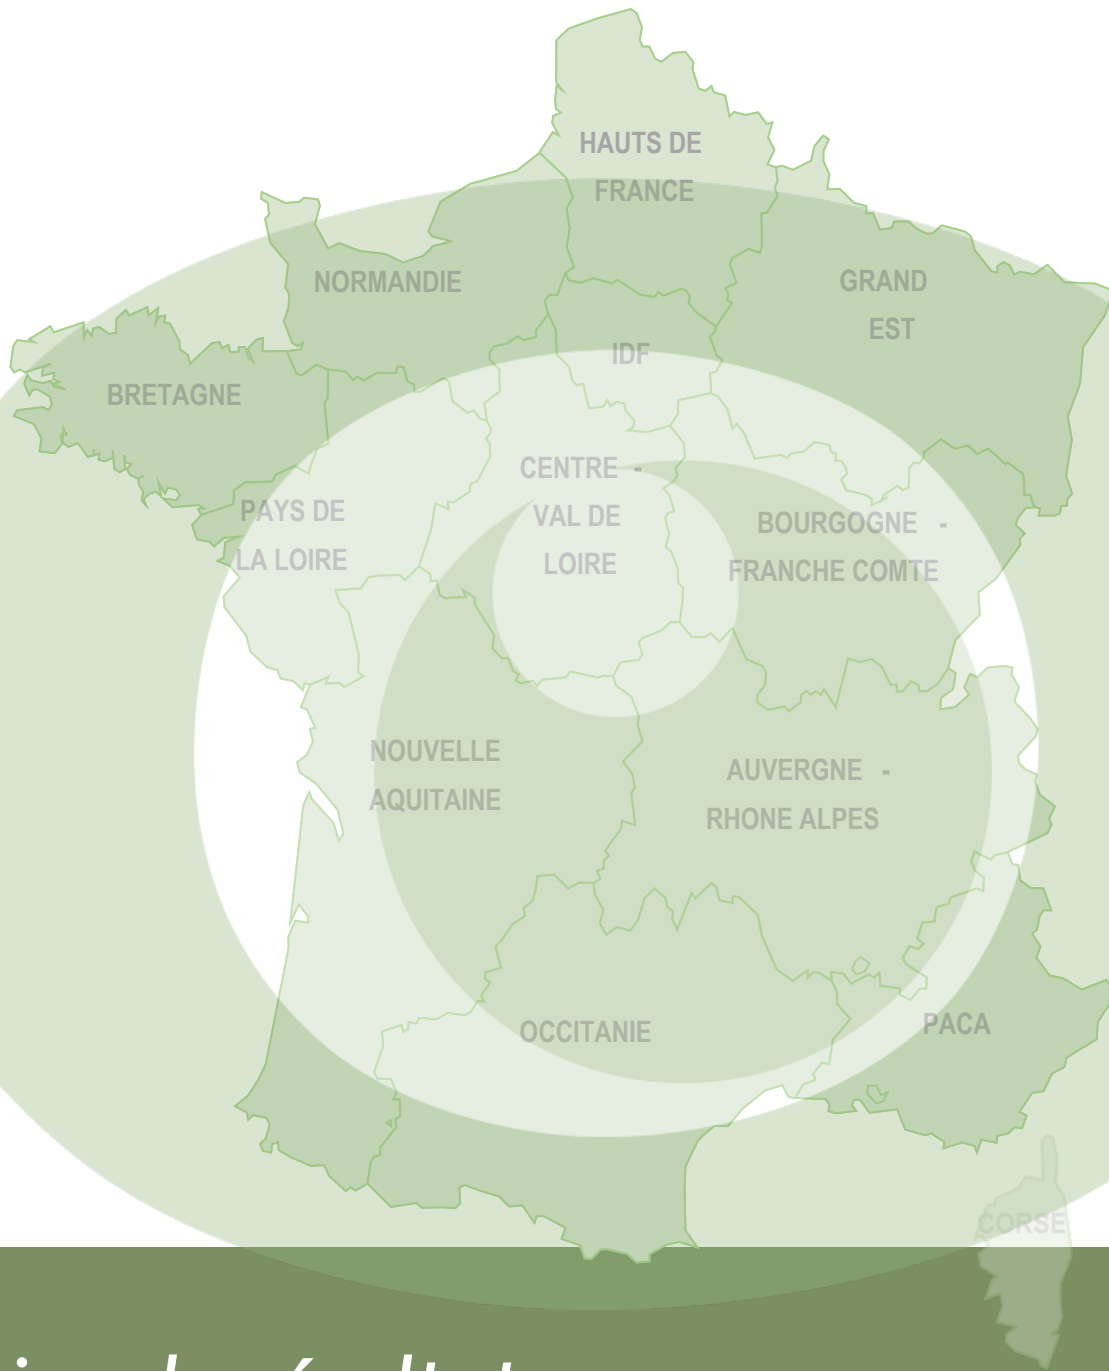 HAUTS DE
FRANCE
NORMANDIE
GRAND
EST
IDF
BRETAGNE
CENTRE -
VAL DE
LOIRE
PAYS DE
LA LOIRE
BOURGOGNE -
FRANCHE COMTE
NOUVELLE
AQUITAINE
AUVERGNE -
RHONE ALPES
OCCITANIE
PACA
CORSE